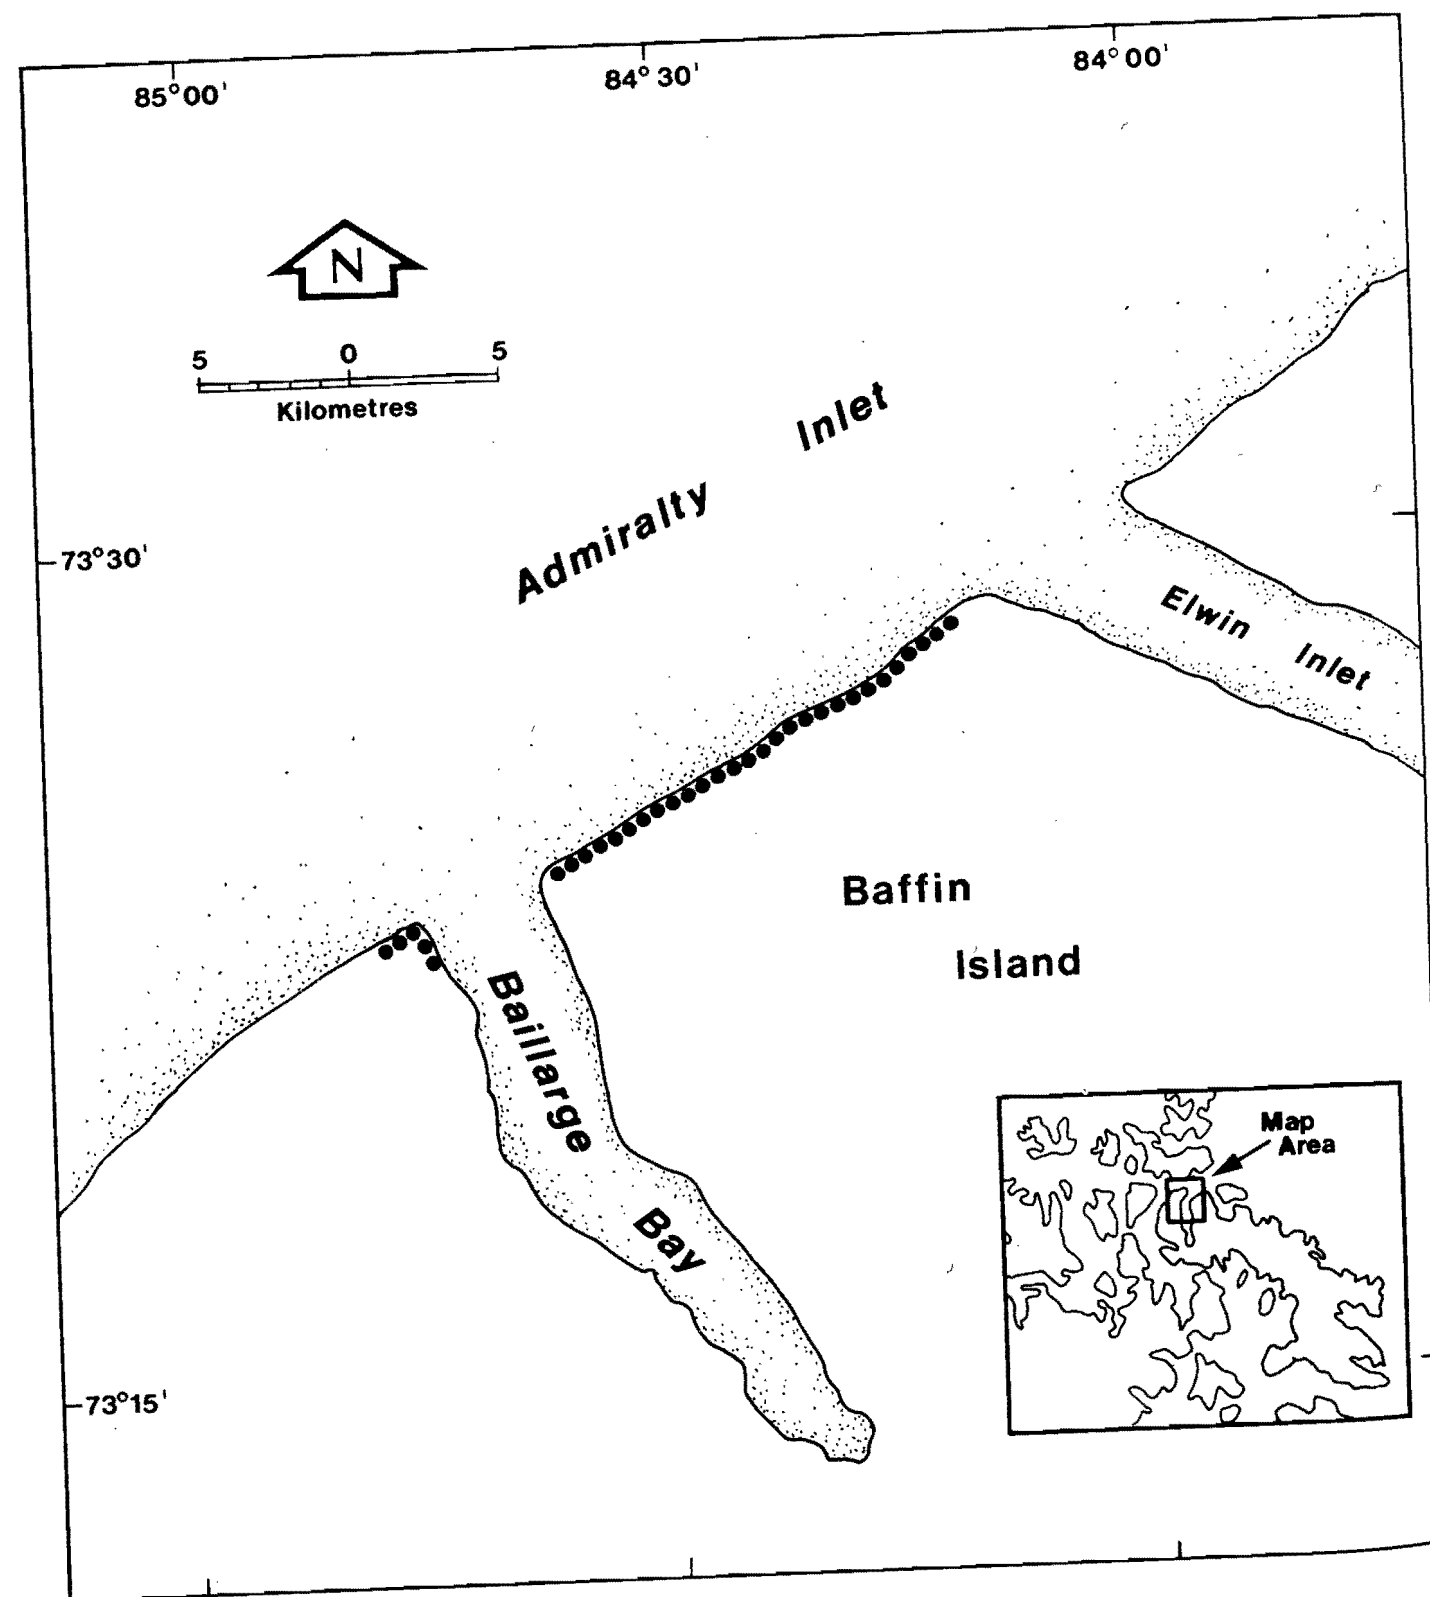 85°00'
84°30'
84°00'
N
5 0 5
Kilometres
Admiralty Inlet
73°30'
Elwin Inlet
Baffin
Island
Baillarge Bay
Map
Area
73°15'